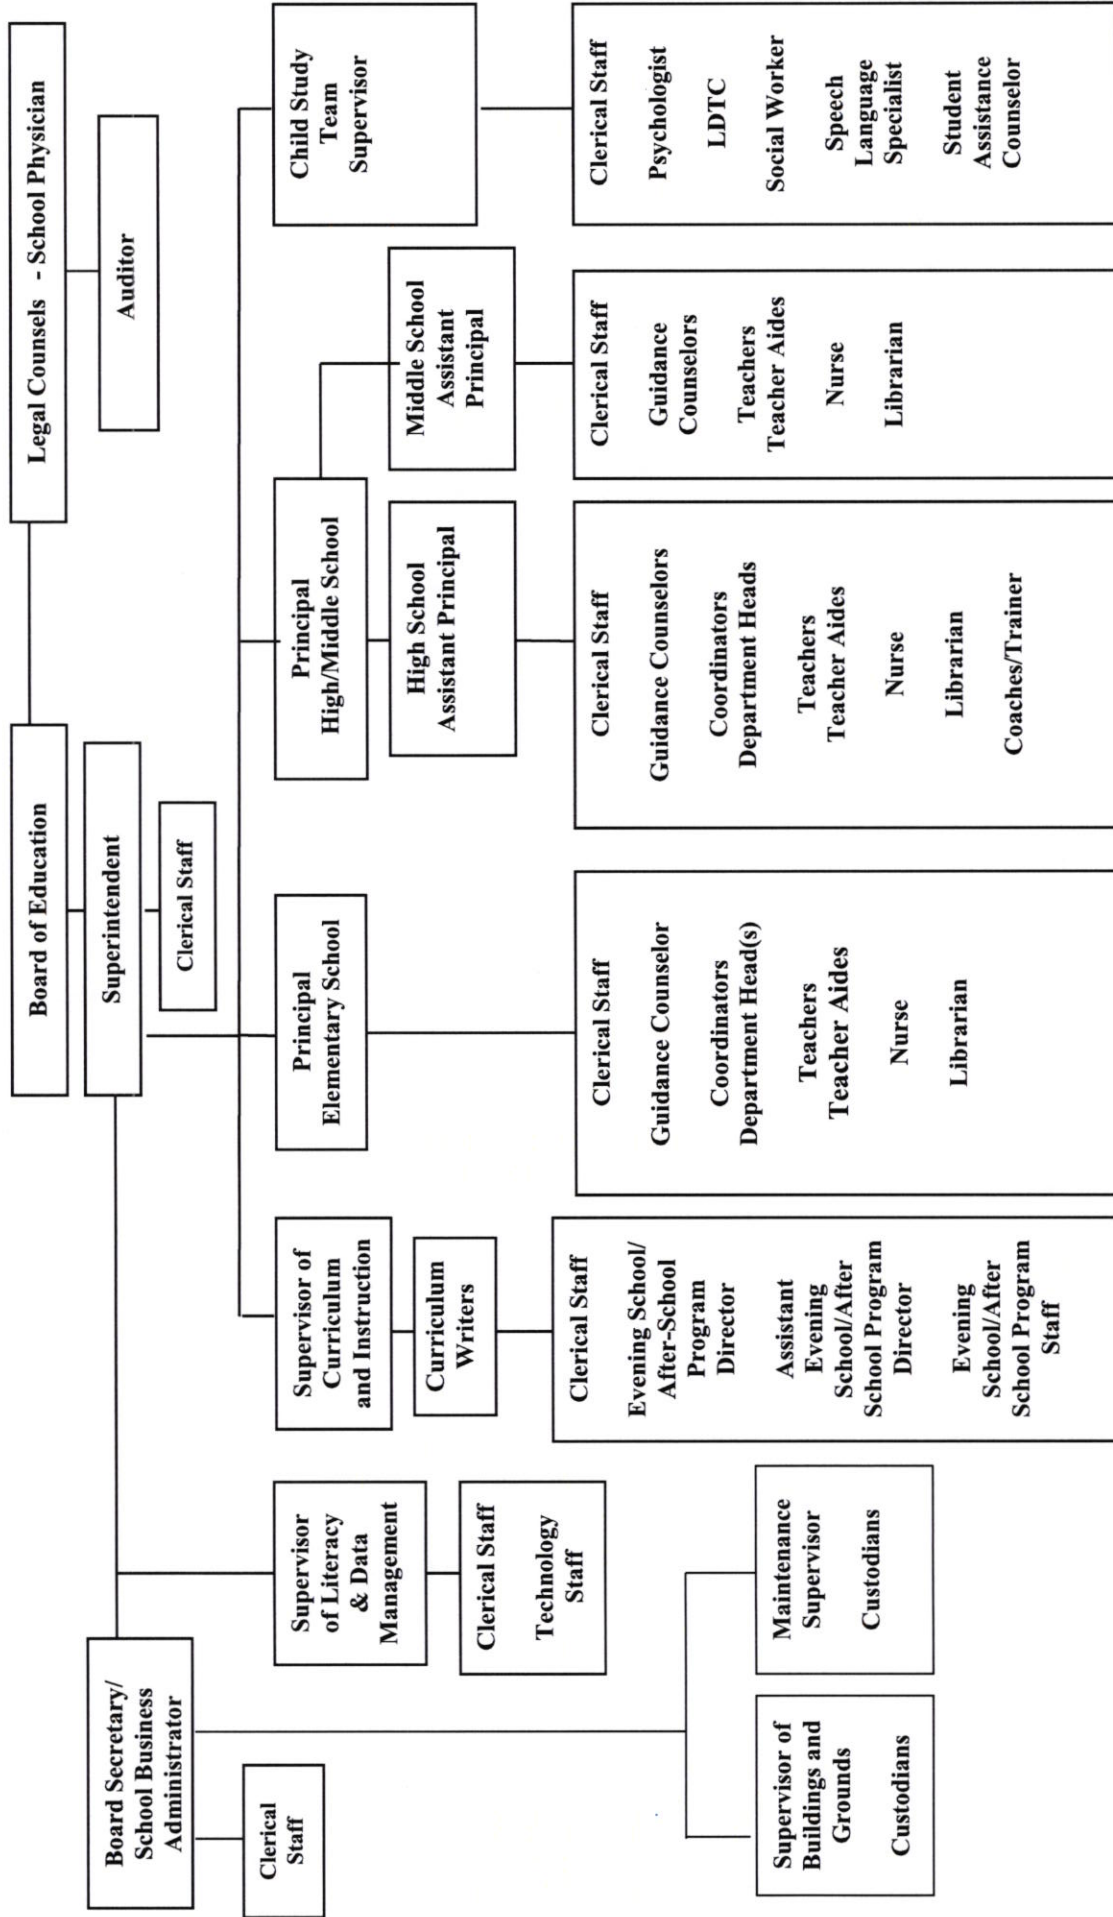 Legal Counsels - School Physician
Auditor
Board of Education
Superintendent
Clerical Staff
Board Secretary/
School Business
Administrator
Clerical
Staff
Supervisor
of Literacy
& Data
Management
Clerical Staff
Technology
Staff
Supervisor of
Buildings and
Grounds
Custodians
Maintenance
Supervisor
Custodians
Supervisor of
Curriculum
and Instruction
Curriculum
Writers
Clerical Staff
Evening School/
After-School
Program
Director
Assistant
Evening
School/After
School Program
Director
Evening
School/After
School Program
Staff
Principal
Elementary School
Clerical Staff
Guidance Counselor
Coordinators
Department Head(s)
Teachers
Teacher Aides
Nurse
Librarian
Principal
High/Middle School
High School
Assistant Principal
Clerical Staff
Guidance Counselors
Coordinators
Department Heads
Teachers
Teacher Aides
Nurse
Librarian
Coaches/Trainer
Middle School
Assistant
Principal
Clerical Staff
Guidance
Counselors
Teachers
Teacher Aides
Nurse
Librarian
Child Study
Team
Supervisor
Clerical Staff
Psychologist
LDTC
Social Worker
Speech
Language
Specialist
Student
Assistance
Counselor